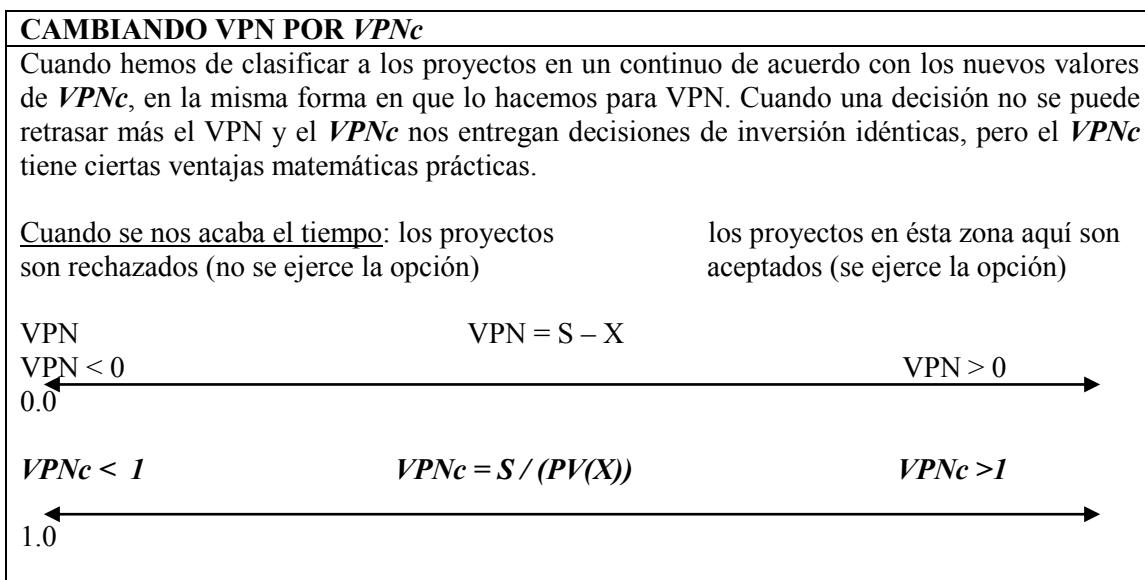 CAMBIANDO VPN POR VPNc
Cuando hemos de clasificar a los proyectos en un continuo de acuerdo con los nuevos valores
de VPNc, en la misma forma en que lo hacemos para VPN. Cuando una decisión no se puede
retrasar más el VPN y el VPNc nos entregan decisiones de inversión idénticas, pero el VPNc
tiene ciertas ventajas matemáticas prácticas.
Cuando se nos acaba el tiempo: los proyectos los proyectos en ésta zona aquí son
son rechazados (no se ejerce la opción) aceptados (se ejerce la opción)
VPN VPN = S – X
VPN < 0 VPN > 0
0.0
VPNc < 1 VPNc = S / (PV(X)) VPNc >1
1.0